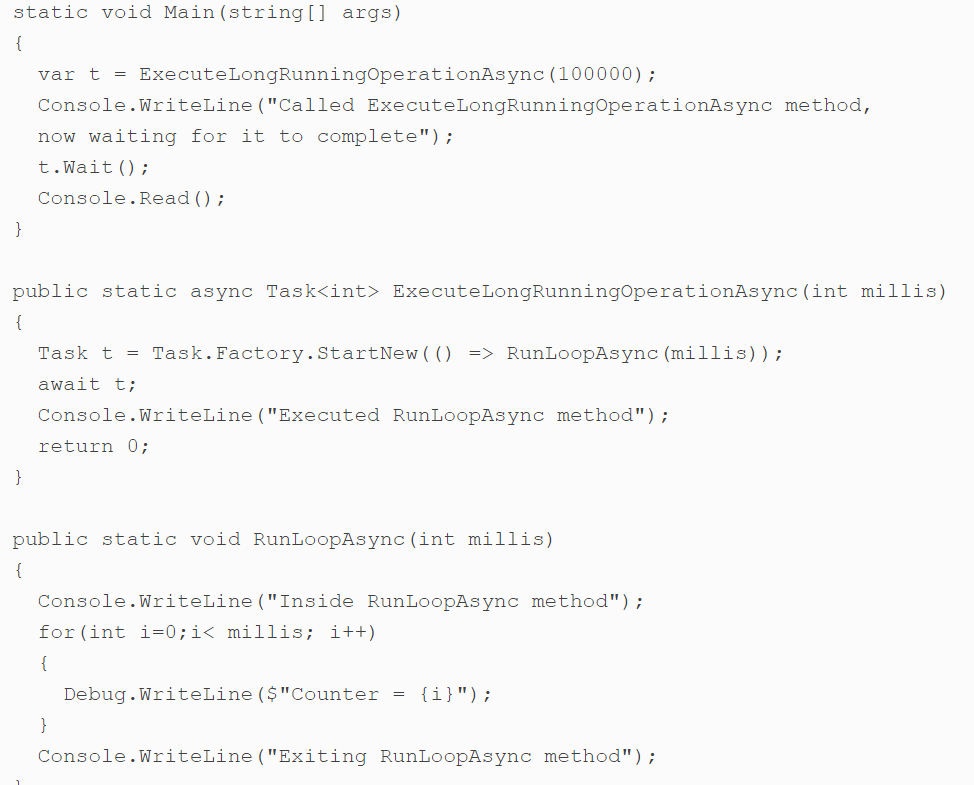 static void Main(string[] args)
{
  var t = ExecuteLongRunningOperationAsync(100000);
  Console.WriteLine("Called ExecuteLongRunningOperationAsync method,
  now waiting for it to complete");
  t.Wait();
  Console.Read();
}

public static async Task<int> ExecuteLongRunningOperationAsync(int millis)
{
  Task t = Task.Factory.StartNew(() => RunLoopAsync(millis));
  await t;
  Console.WriteLine("Executed RunLoopAsync method");
  return 0;
}

public static void RunLoopAsync(int millis)
{
  Console.WriteLine("Inside RunLoopAsync method");
  for(int i=0;i< millis; i++)
  {
    Debug.WriteLine($"Counter = {i}");
  }
  Console.WriteLine("Exiting RunLoopAsync method");
}